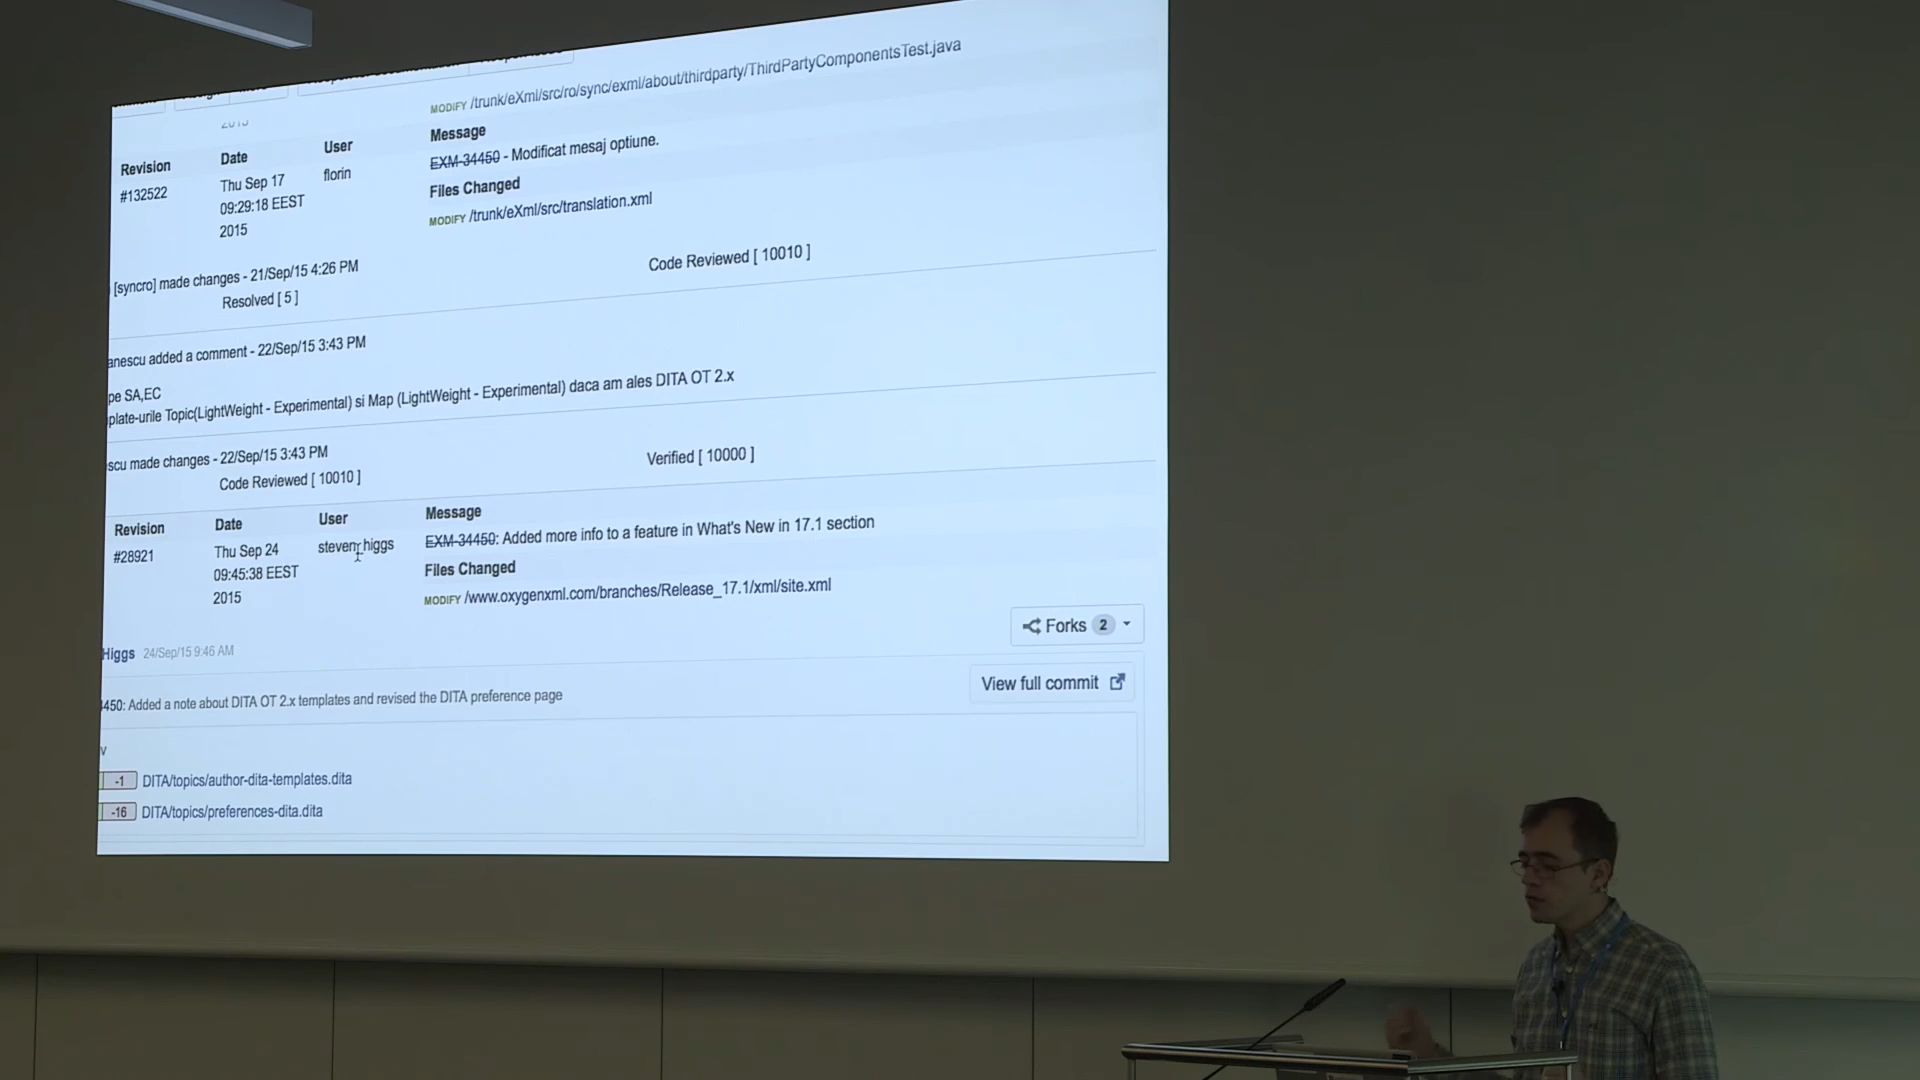 MODIFY /trunk/eXml/src/ro/sync/exml/about/thirdparty/ThirdPartyComponentsTest.java
2015
Revision Date User Message
#132522 Thu Sep 17 09:29:18 EEST 2015 florin EXM-34450 - Modificat mesaj optiune.
Files Changed
MODIFY /trunk/eXml/src/translation.xml
[syncro] made changes - 21/Sep/15 4:26 PM
Resolved [ 5 ] Code Reviewed [ 10010 ]
anescu added a comment - 22/Sep/15 3:43 PM
pe SA,EC
plate-urile Topic(LightWeight - Experimental) si Map (LightWeight - Experimental) daca am ales DITA OT 2.x
scu made changes - 22/Sep/15 3:43 PM
Code Reviewed [ 10010 ] Verified [ 10000 ]
Revision Date User Message
#28921 Thu Sep 24 09:45:38 EEST 2015 steven higgs EXM-34450: Added more info to a feature in What's New in 17.1 section
Files Changed
MODIFY /www.oxygenxml.com/branches/Release_17.1/xml/site.xml
Forks 2
Higgs 24/Sep/15 9:46 AM
View full commit
450: Added a note about DITA OT 2.x templates and revised the DITA preference page
v
-1 DITA/topics/author-dita-templates.dita
-16 DITA/topics/preferences-dita.dita